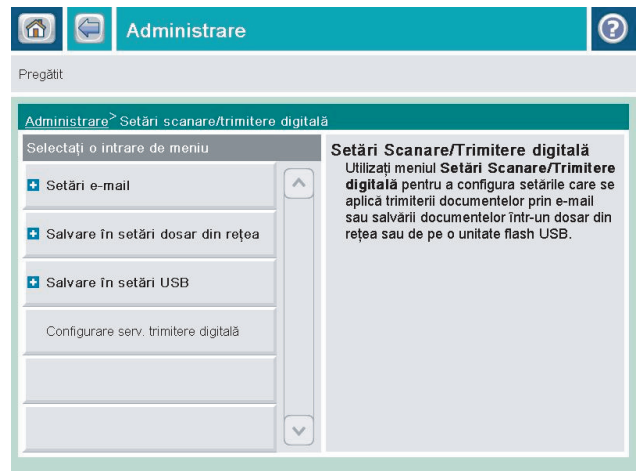 Administrare
?
Pregătit
Administrare > Setări scanare/trimitere digitală
Selectați o intrare de meniu
Setări e-mail
Salvare în setări dosar din rețea
Salvare în setări USB
Configurare serv. trimitere digitală
Setări Scanare/Trimitere digitală
Utilizați meniul Setări Scanare/Trimitere
digitală pentru a configura setările care se
aplică trimiterii documentelor prin e-mail
sau salvării documentelor într-un dosar din
rețea sau de pe o unitate flash USB.